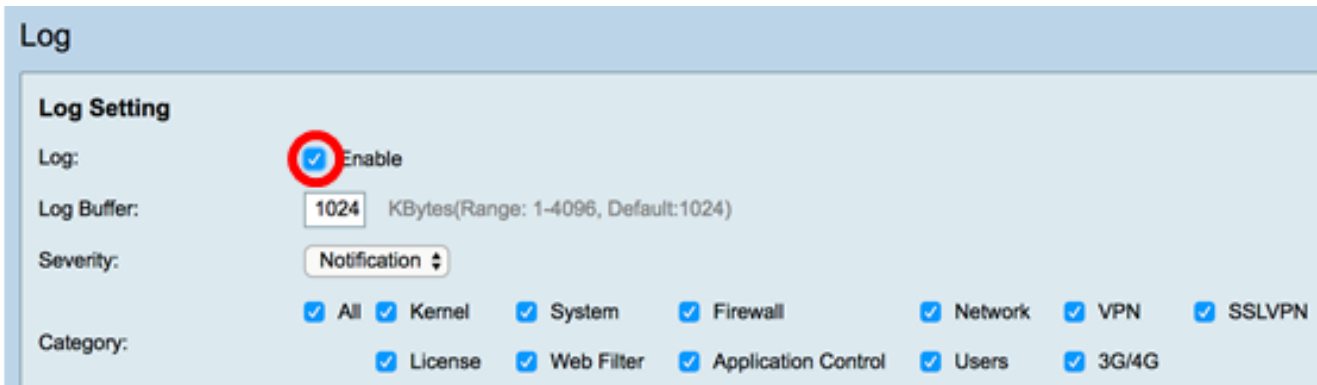 Log
Log Setting
Log: Enable
Log Buffer: 1024 KBytes(Range: 1-4096, Default:1024)
Severity: Notification
All Kernel System Firewall Network VPN SSLVPN
Category:
License Web Filter Application Control Users 3G/4G